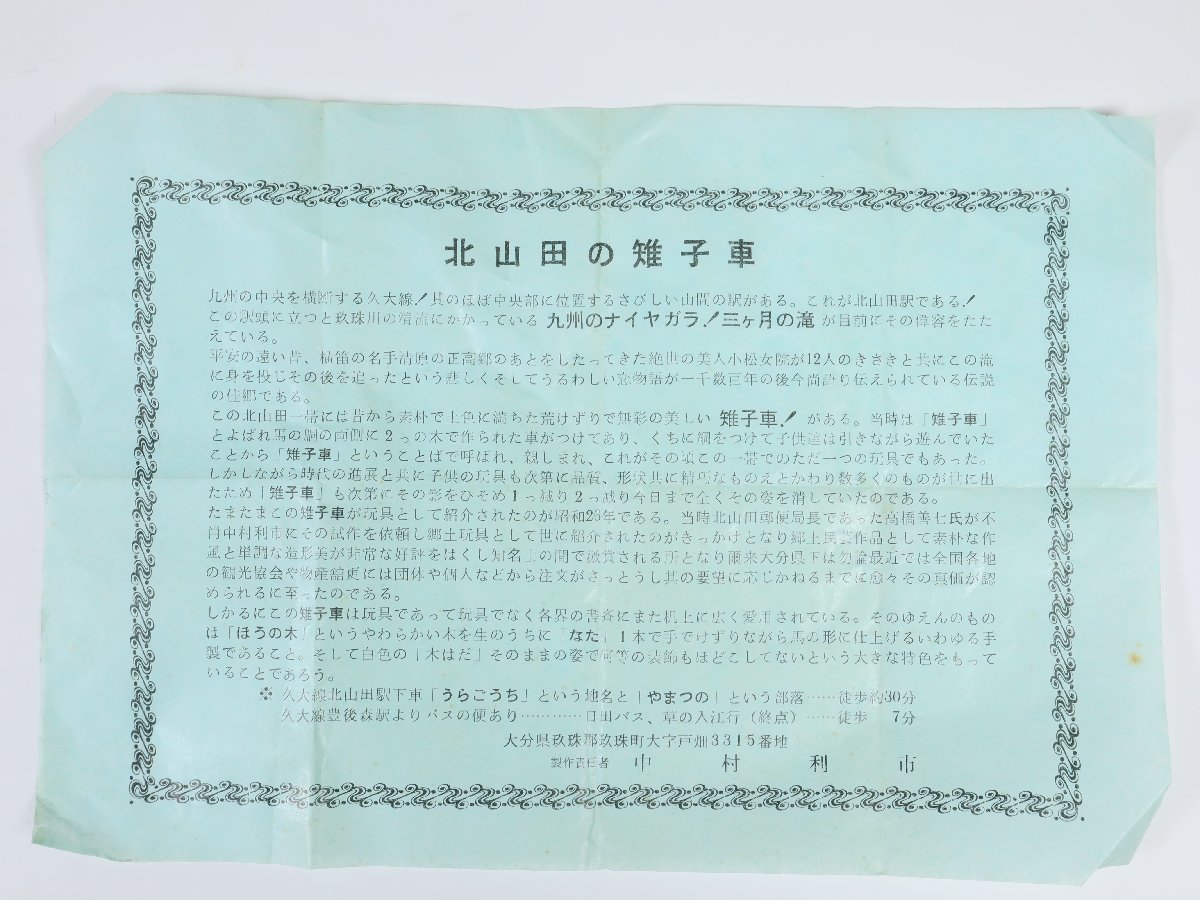 北山田の雉子車
九州の中央を横断する久大線！其のほぼ中央部に位置するさびしい山間の駅がある。これが北山田駅である！
この駅頭に立つと玖珠川の清流にかかっている 九州のナイヤガラ！三ヶ月の滝 が目前にその偉容をたた
えている。
平安の遠い昔、横笛の名手清原の正高郷のあとをしたってきた絶世の美人小松女院が12人のきさきと共にこの滝
に身を投じその後を追ったという悲しくそしてうるわしい恋物語が一千数百年の後今尚語り伝えられている伝説
の佳郷である。
この北山田一帯には昔から素朴で土色に満ちた荒けずりで無彩の美しい 雉子車！ がある。当時は「雉子車」
とよばれ馬の胴の両側に２っの木で作られた車がつけてあり、くちに綱をつけて子供達は引きながら遊んでいた
ことから「雉子車」ということばで呼ばれ、親しまれ、これがその頃この一帯でのただ一つの玩具でもあった。
しかしながら時代の進展と共に子供の玩具も次第に品質、形状共に精巧なものえとかわり数多くのものが世に出
たため「雉子車」も次第にその影をひそめ１っ減り２っ減り今日まで全くその姿を消していたのである。
たまたまこの雉子車が玩具として紹介されたのが昭和26年である。当時北山田郵便局長であった高橋善七氏が不
肖中村利市にその試作を依頼し郷土玩具として世に紹介されたのがきっかけとなり郷土民芸作品として素朴な作
風と単調な造形美が非常な好評をはくし知名士の間で激賞される所となり爾来大分県下は勿論最近では全国各地
の観光協会や物産舘更には団体や個人などから注文がさっとうし其の要望に応じかねるまでに愈々その真価が認
められるに至ったのである。
しかるにこの雉子車は玩具であって玩具でなく各界の書斎にまた机上に広く愛用されている。そのゆえんのもの
は「ほうの木」というやわらかい木を生のうちに「なた」１本で手でけずりながら馬の形に仕上げるいわゆる手
製であること。そして白色の「木はだ」そのままの姿で何等の装飾もほどこしてないという大きな特色をもって
いることであろう。
※ 久大線北山田駅下車「うらごうち」という地名と「やまつの」という部落……徒歩約30分
久大線豊後森駅よりバスの便あり…………日田バス、草の入江行（終点）……徒歩 7分
大分県玖珠郡玖珠町大字戸畑3315番地
製作責任者 中村利市